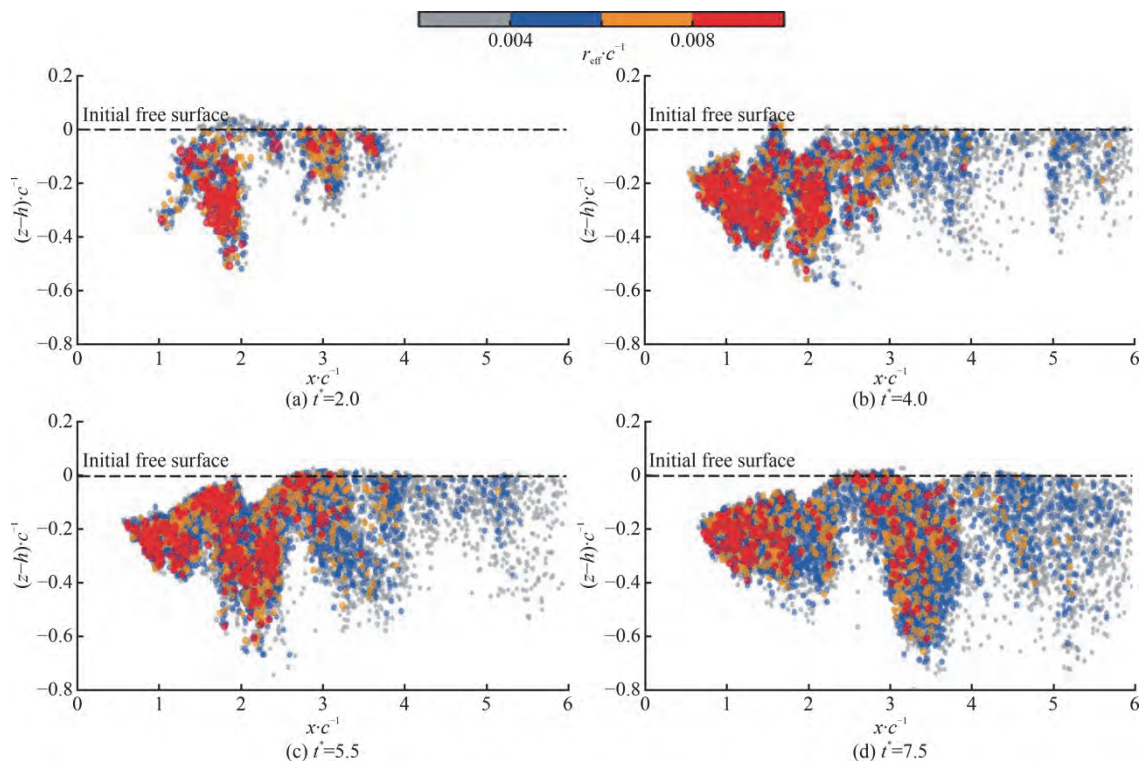 0.004 0.008
r_eff·c⁻¹
0.2
Initial free surface
0
−0.2
(z−h)·c⁻¹
−0.4
−0.6
−0.8
0 1 2 3 4 5 6
x·c⁻¹
(a) t*=2.0
0.2
Initial free surface
0
−0.2
(z−h)·c⁻¹
−0.4
−0.6
−0.8
0 1 2 3 4 5 6
x·c⁻¹
(b) t*=4.0
0.2
Initial free surface
0
−0.2
(z−h)·c⁻¹
−0.4
−0.6
−0.8
0 1 2 3 4 5 6
x·c⁻¹
(c) t*=5.5
0.2
Initial free surface
0
−0.2
(z−h)·c⁻¹
−0.4
−0.6
−0.8
0 1 2 3 4 5 6
x·c⁻¹
(d) t*=7.5